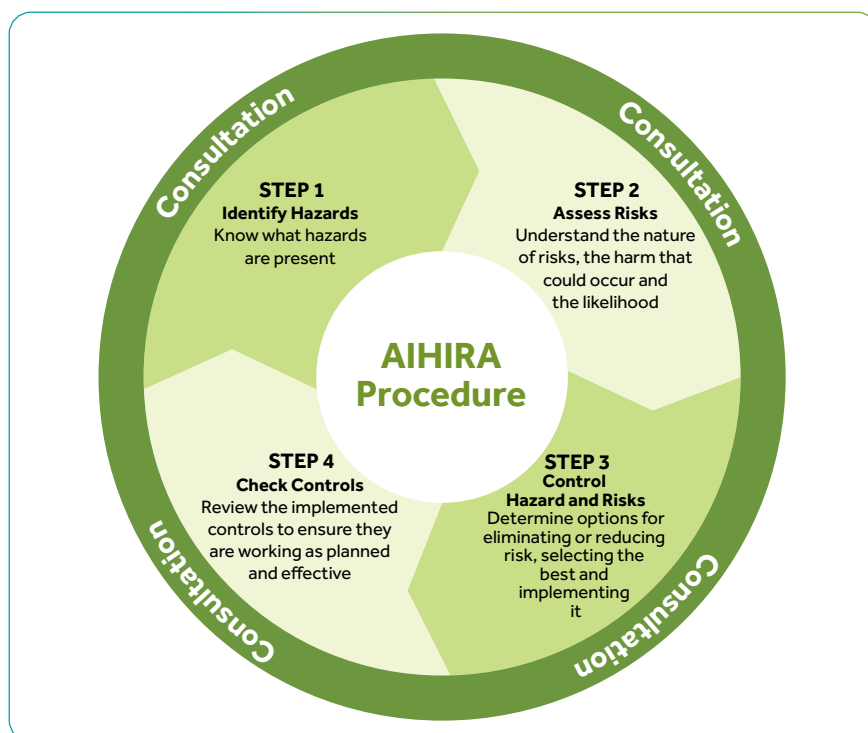 Consultation
Consultation
STEP 1
Identify Hazards
Know what hazards
are present
STEP 2
Assess Risks
Understand the nature
of risks, the harm that
could occur and
the likelihood
AIHIRA
Procedure
STEP 4
Check Controls
Review the implemented
controls to ensure they
are working as planned
and effective
STEP 3
Control
Hazard and Risks
Determine options for
eliminating or reducing
risk, selecting the
best and
implementing
it
Consultation
Consultation